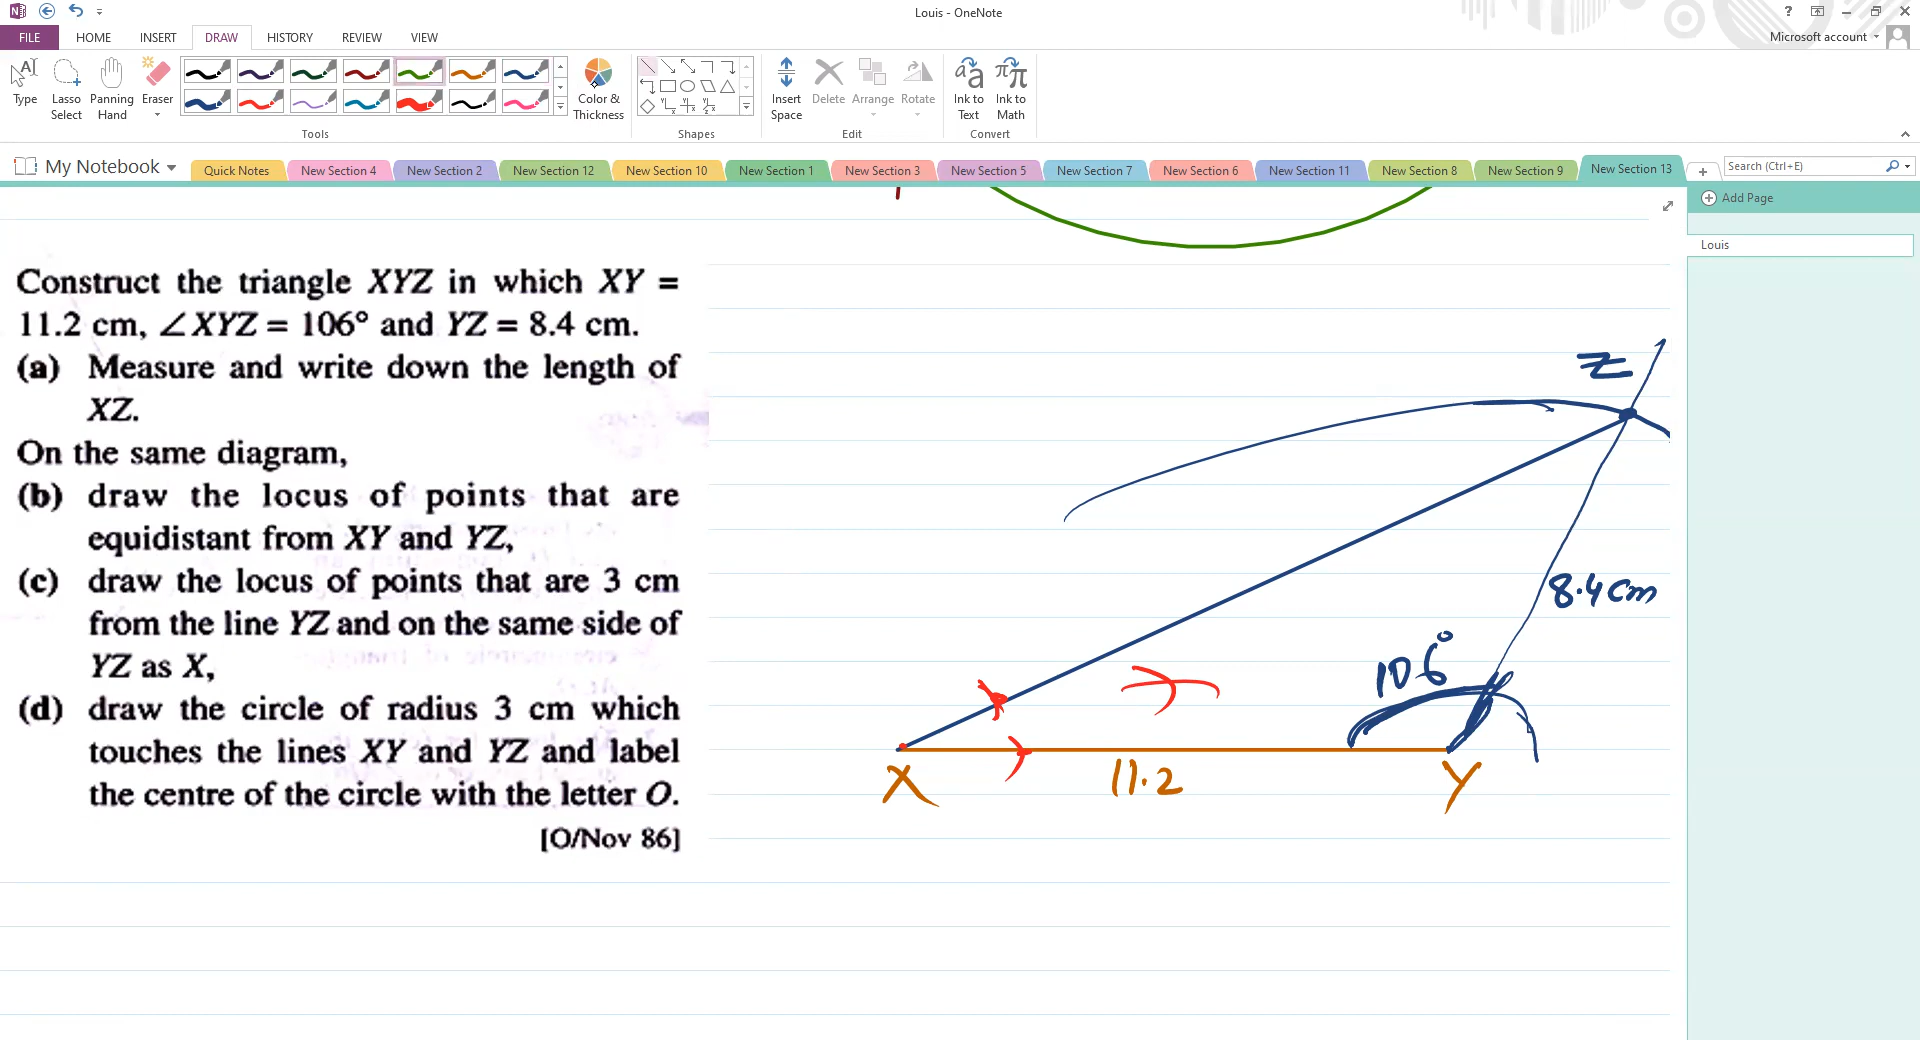 Louis - OneNote
?
FILE
HOME
INSERT
DRAW
HISTORY
REVIEW
VIEW
Microsoft account
Type
Lasso Select
Panning Hand
Eraser
Color & Thickness
Insert Space
Delete
Arrange
Rotate
Ink to Text
Ink to Math
Tools
Shapes
Edit
Convert
My Notebook
Quick Notes
New Section 4
New Section 2
New Section 12
New Section 10
New Section 1
New Section 3
New Section 5
New Section 7
New Section 6
New Section 11
New Section 8
New Section 9
New Section 13
Search (Ctrl+E)
Add Page
Louis
Construct the triangle XYZ in which XY =
11.2 cm, ∠XYZ = 106° and YZ = 8.4 cm.
(a) Measure and write down the length of
XZ.
On the same diagram,
(b) draw the locus of points that are
equidistant from XY and YZ,
(c) draw the locus of points that are 3 cm
from the line YZ and on the same side of
YZ as X,
(d) draw the circle of radius 3 cm which
touches the lines XY and YZ and label
the centre of the circle with the letter O.
[O/Nov 86]
Z
8.4 cm
106°
X
11.2
Y